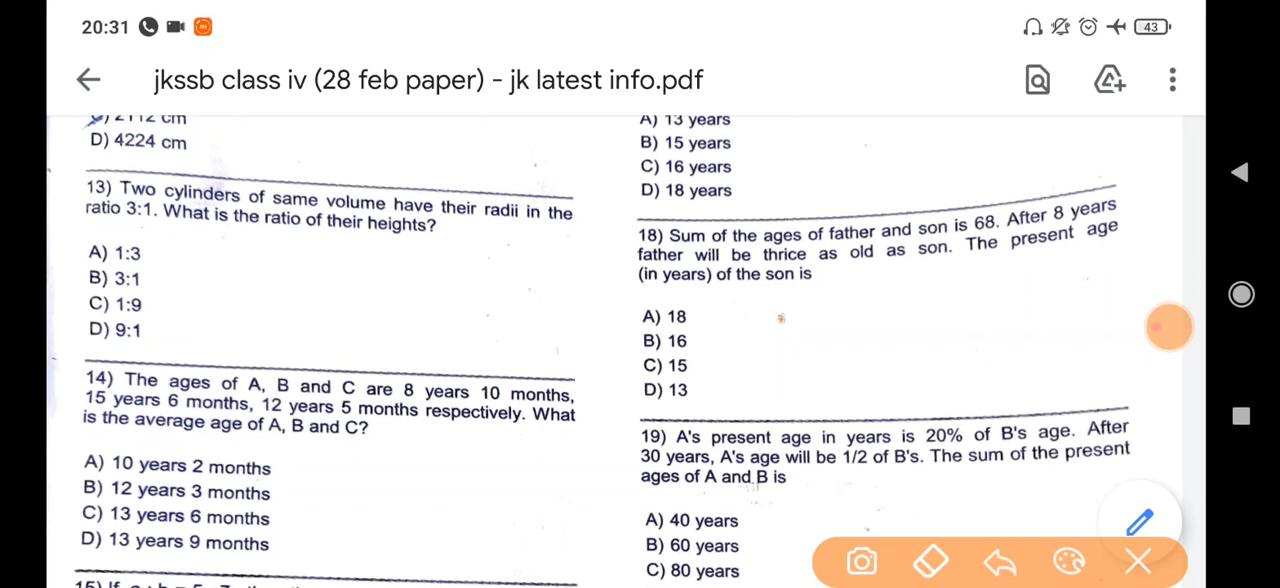 20:31
43
jkssb class iv (28 feb paper) - jk latest info.pdf
C) 2112 cm
D) 4224 cm
13) Two cylinders of same volume have their radii in the
ratio 3:1. What is the ratio of their heights?
A) 1:3
B) 3:1
C) 1:9
D) 9:1
14) The ages of A, B and C are 8 years 10 months,
15 years 6 months, 12 years 5 months respectively. What
is the average age of A, B and C?
A) 10 years 2 months
B) 12 years 3 months
C) 13 years 6 months
D) 13 years 9 months
A) 13 years
B) 15 years
C) 16 years
D) 18 years
18) Sum of the ages of father and son is 68. After 8 years
father will be thrice as old as son. The present age
(in years) of the son is
A) 18
B) 16
C) 15
D) 13
19) A's present age in years is 20% of B's age. After
30 years, A's age will be 1/2 of B's. The sum of the present
ages of A and B is
A) 40 years
B) 60 years
C) 80 years